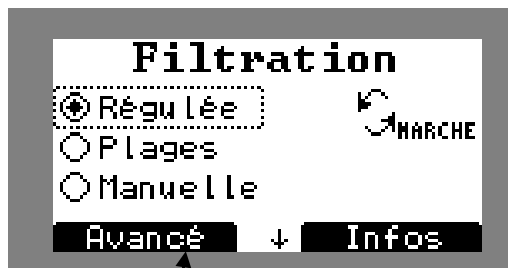 Filtration
Régulée
MARCHE
Plages
Manuelle
Avancé ↓ Infos